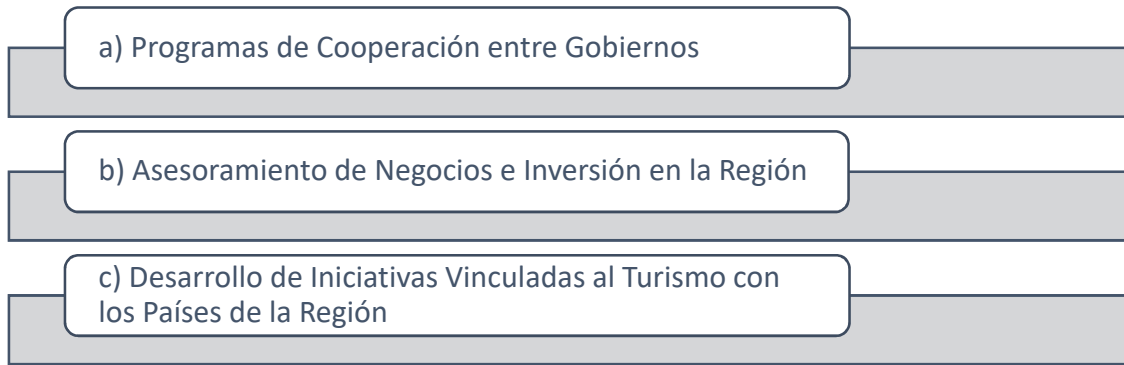 a) Programas de Cooperación entre Gobiernos
b) Asesoramiento de Negocios e Inversión en la Región
c) Desarrollo de Iniciativas Vinculadas al Turismo con
los Países de la Región